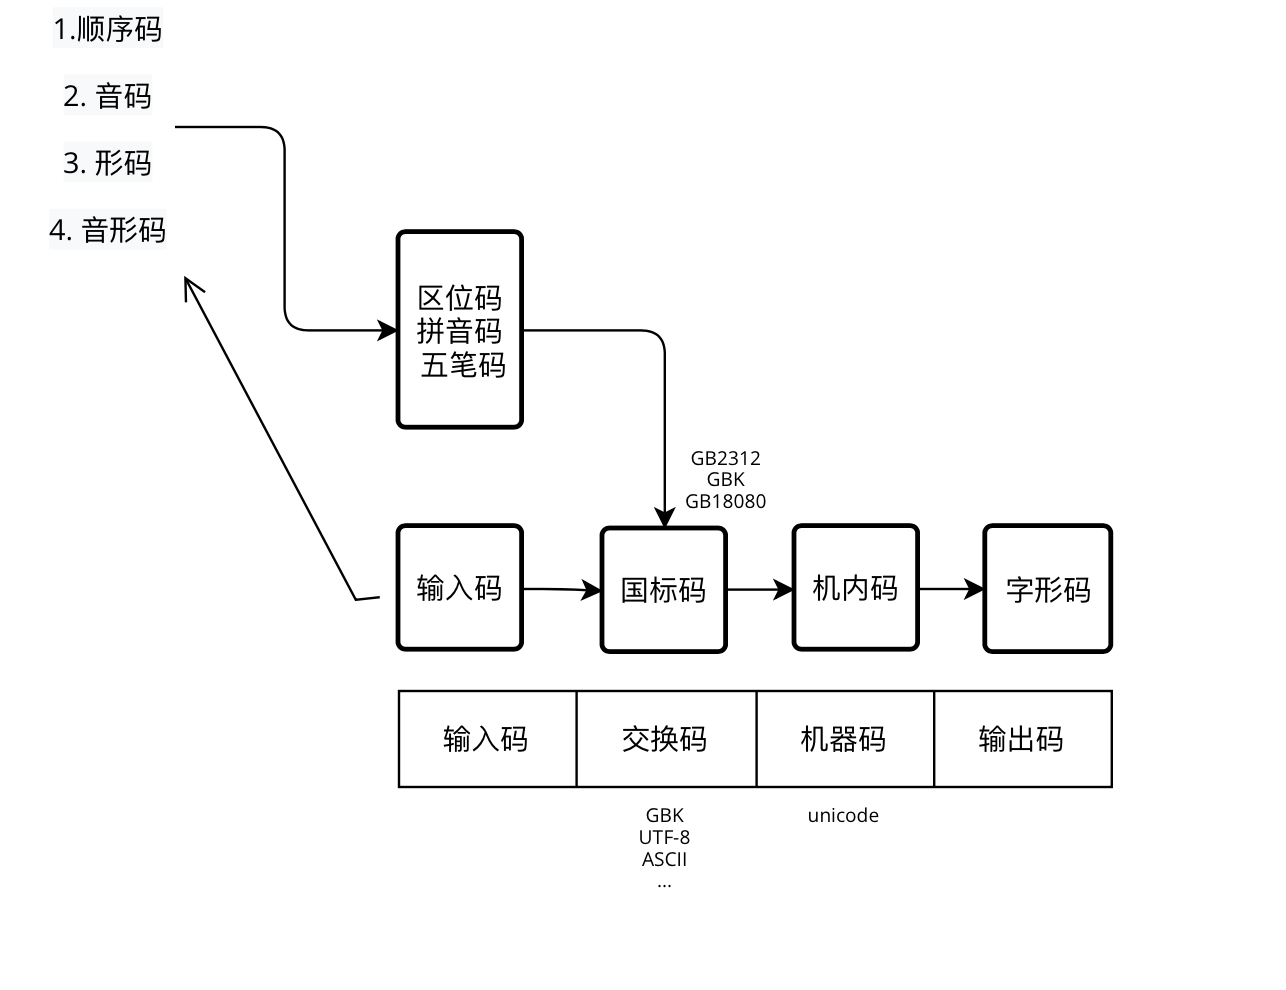 1.顺序码
2. 音码
3. 形码
4. 音形码
区位码
拼音码
五笔码
GB2312
GBK
GB18080
输入码
国标码
机内码
字形码
输入码
交换码
机器码
输出码
GBK
UTF-8
ASCII
...
unicode